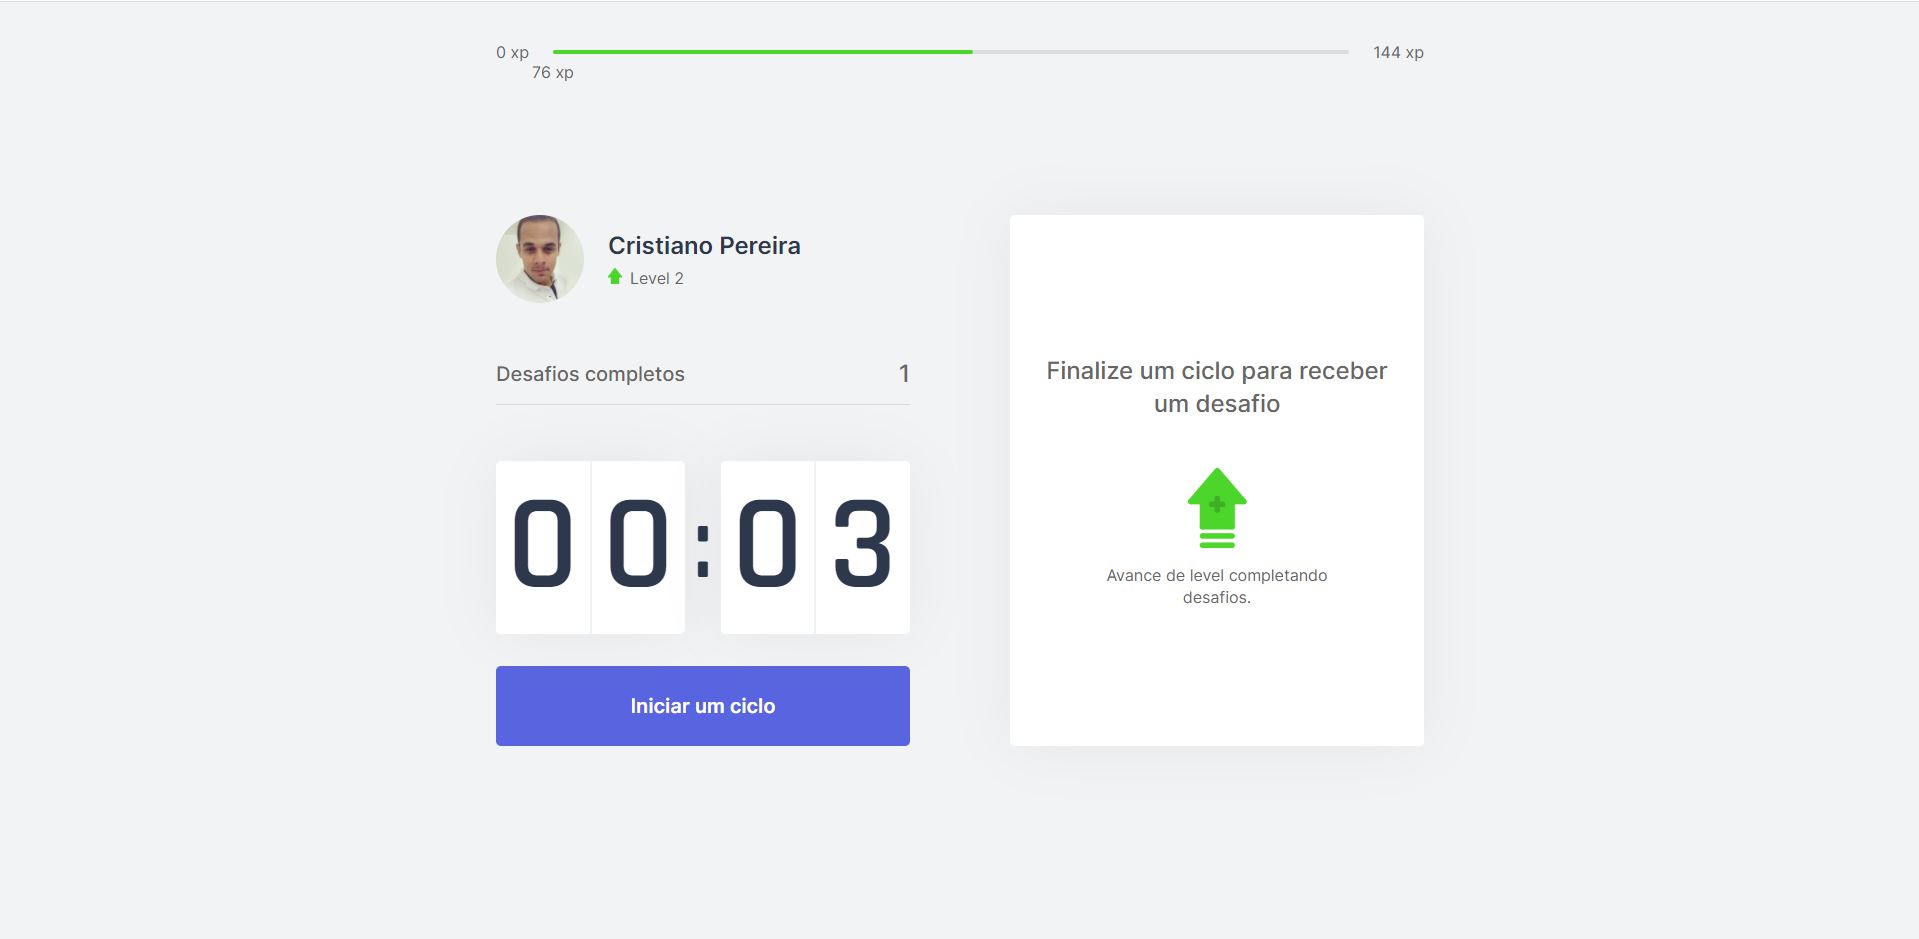 0 xp
144 xp
76 xp
Cristiano Pereira
Level 2
Desafios completos
1
00:03
Iniciar um ciclo
Finalize um ciclo para receber
um desafio
Avance de level completando
desafios.